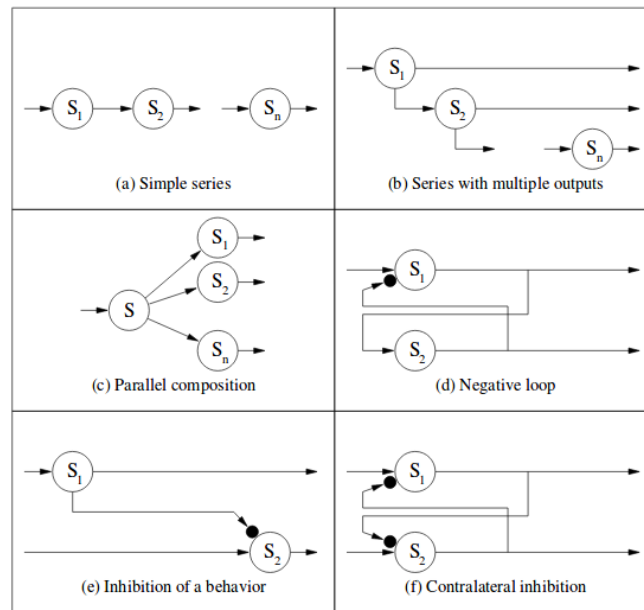 S1 S2 Sn
(a) Simple series
S1
S2
Sn
(b) Series with multiple outputs
S1
S S2
Sn
(c) Parallel composition
S1
S2
(d) Negative loop
S1
S2
(e) Inhibition of a behavior
S1
S2
(f) Contralateral inhibition